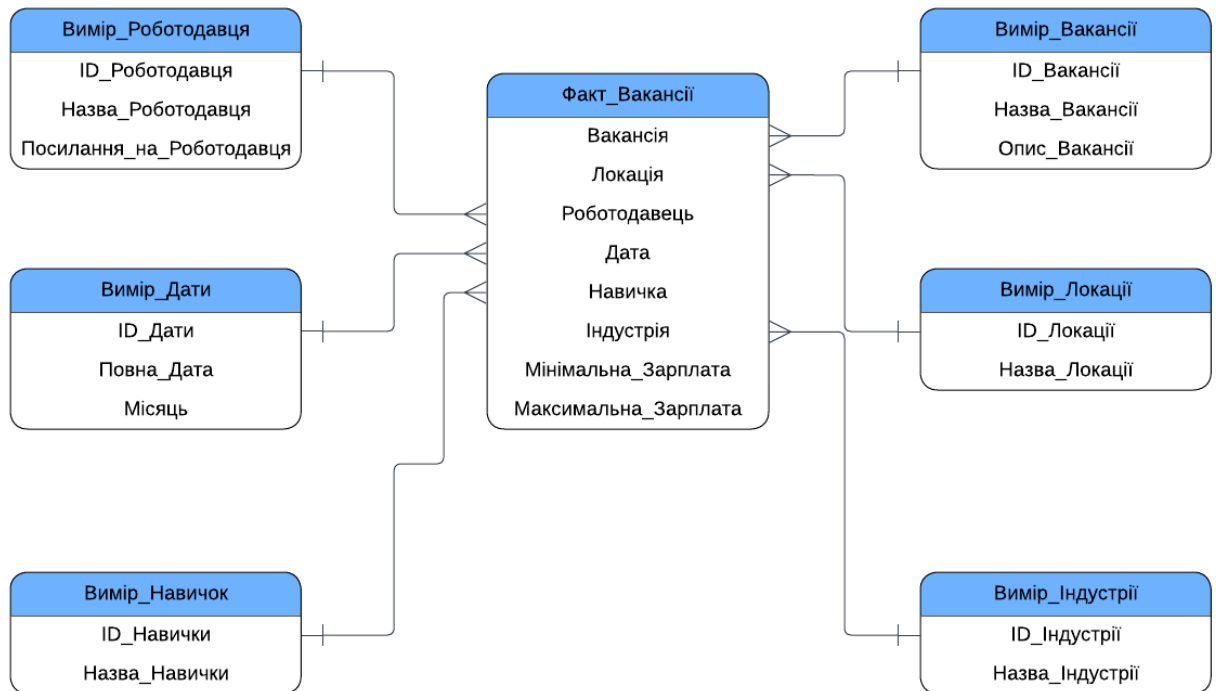 Вимір_Роботодавця
ID_Роботодавця
Назва_Роботодавця
Посилання_на_Роботодавця
Вимір_Дати
ID_Дати
Повна_Дата
Місяць
Вимір_Навичок
ID_Навички
Назва_Навички
Факт_Вакансії
Вакансія
Локація
Роботодавець
Дата
Навичка
Індустрія
Мінімальна_Зарплата
Максимальна_Зарплата
Вимір_Вакансії
ID_Вакансії
Назва_Вакансії
Опис_Вакансії
Вимір_Локації
ID_Локації
Назва_Локації
Вимір_Індустрії
ID_Індустрії
Назва_Індустрії